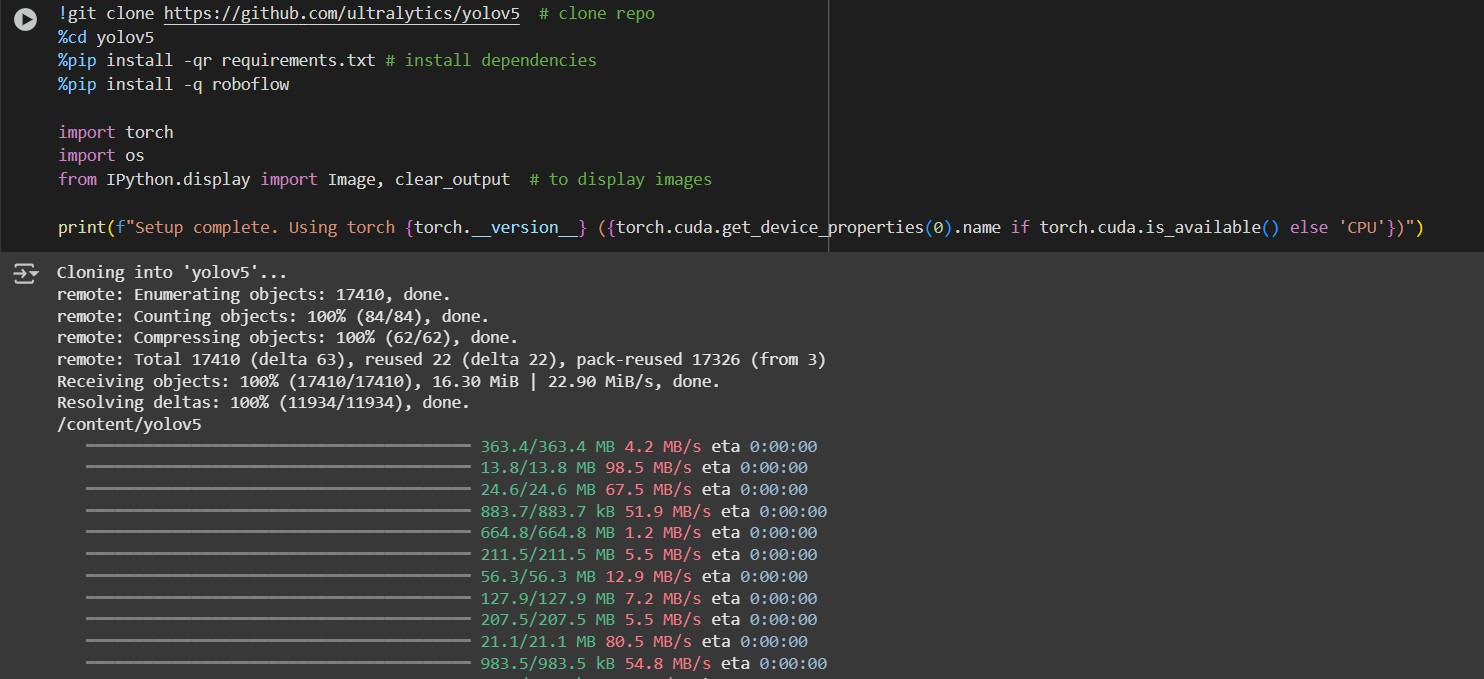 !git clone https://github.com/ultralytics/yolov5  # clone repo
%cd yolov5
%pip install -qr requirements.txt # install dependencies
%pip install -q roboflow
import torch
import os
from IPython.display import Image, clear_output  # to display images
print(f"Setup complete. Using torch {torch.__version__} ({torch.cuda.get_device_properties(0).name if torch.cuda.is_available() else 'CPU'})")
Cloning into 'yolov5'...
remote: Enumerating objects: 17410, done.
remote: Counting objects: 100% (84/84), done.
remote: Compressing objects: 100% (62/62), done.
remote: Total 17410 (delta 63), reused 22 (delta 22), pack-reused 17326 (from 3)
Receiving objects: 100% (17410/17410), 16.30 MiB | 22.90 MiB/s, done.
Resolving deltas: 100% (11934/11934), done.
/content/yolov5
363.4/363.4 MB 4.2 MB/s eta 0:00:00
13.8/13.8 MB 98.5 MB/s eta 0:00:00
24.6/24.6 MB 67.5 MB/s eta 0:00:00
883.7/883.7 kB 51.9 MB/s eta 0:00:00
664.8/664.8 MB 1.2 MB/s eta 0:00:00
211.5/211.5 MB 5.5 MB/s eta 0:00:00
56.3/56.3 MB 12.9 MB/s eta 0:00:00
127.9/127.9 MB 7.2 MB/s eta 0:00:00
207.5/207.5 MB 5.5 MB/s eta 0:00:00
21.1/21.1 MB 80.5 MB/s eta 0:00:00
983.5/983.5 kB 54.8 MB/s eta 0:00:00